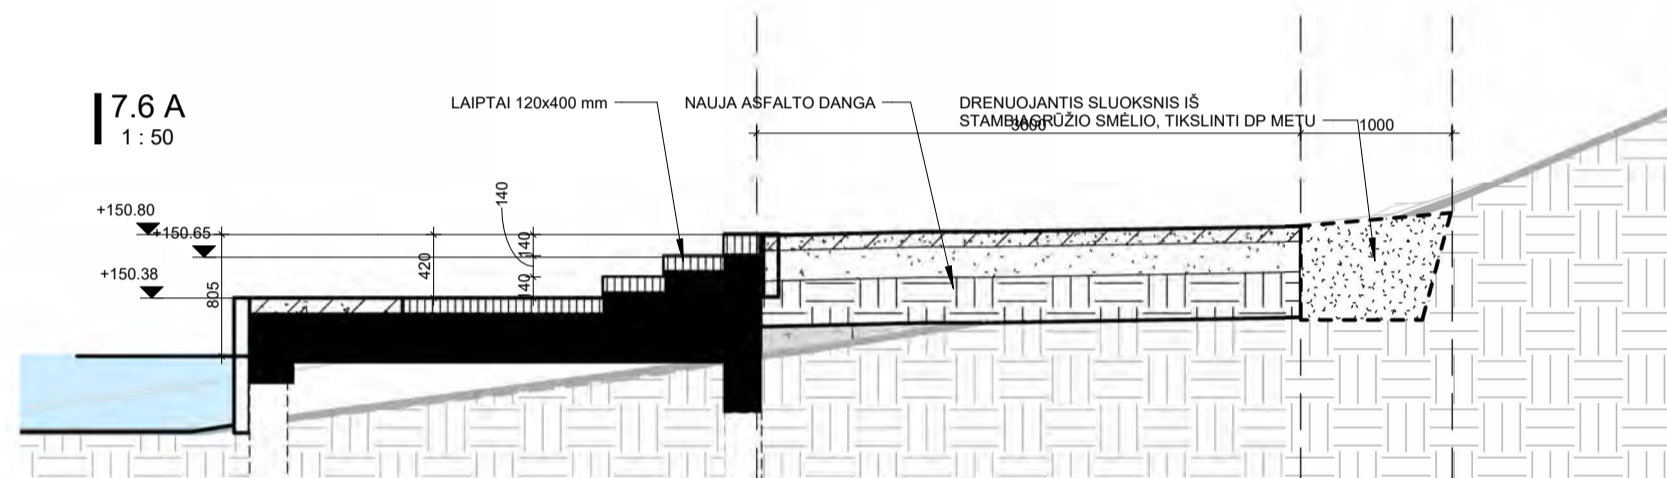 7.6 A
1 : 50
LAIPTAI 120x400 mm
NAUJA ASFALTO DANGA
DRENUOJANTIS SLUOKSNIS IŠ
STAMBIAGRŪŽIO SMĖLIO, TIKSLINTI DP METU
3600
1000
+150.80
+150.65
+150.38
805
420
140
140
140